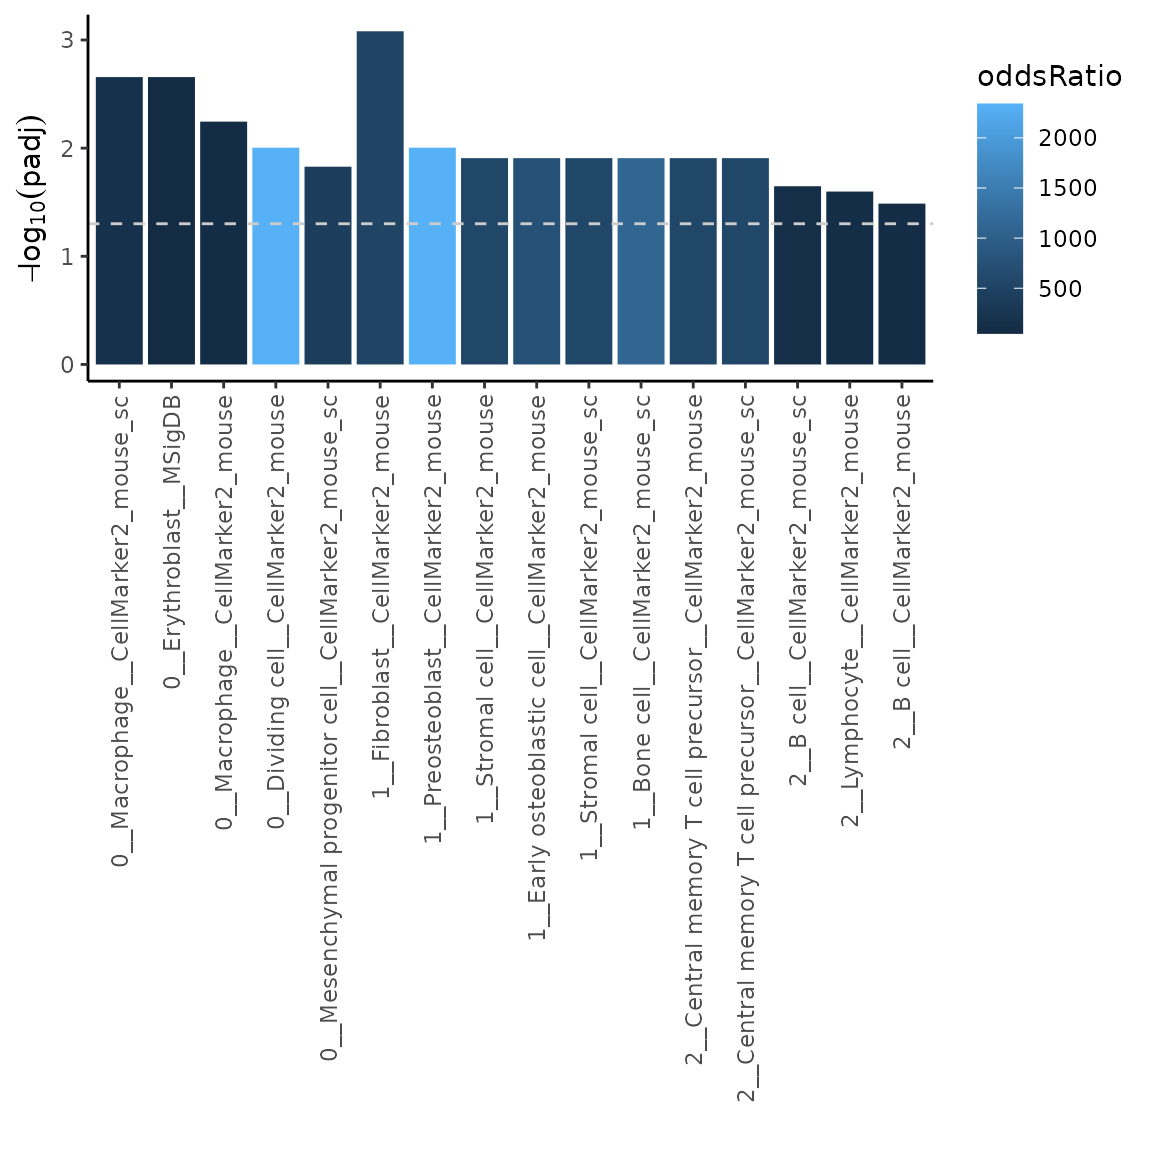 3
2
1
0
−log10(padj)
0__Macrophage__CellMarker2_mouse_sc
0__Erythroblast__MSigDB
0__Macrophage__CellMarker2_mouse
0__Dividing cell__CellMarker2_mouse
0__Mesenchymal progenitor cell__CellMarker2_mouse_sc
1__Fibroblast__CellMarker2_mouse
1__Preosteoblast__CellMarker2_mouse
1__Stromal cell__CellMarker2_mouse
1__Early osteoblastic cell__CellMarker2_mouse
1__Stromal cell__CellMarker2_mouse_sc
1__Bone cell__CellMarker2_mouse_sc
2__Central memory T cell precursor__CellMarker2_mouse
2__Central memory T cell precursor__CellMarker2_mouse_sc
2__B cell__CellMarker2_mouse_sc
2__Lymphocyte__CellMarker2_mouse
2__B cell__CellMarker2_mouse
oddsRatio
2000
1500
1000
500